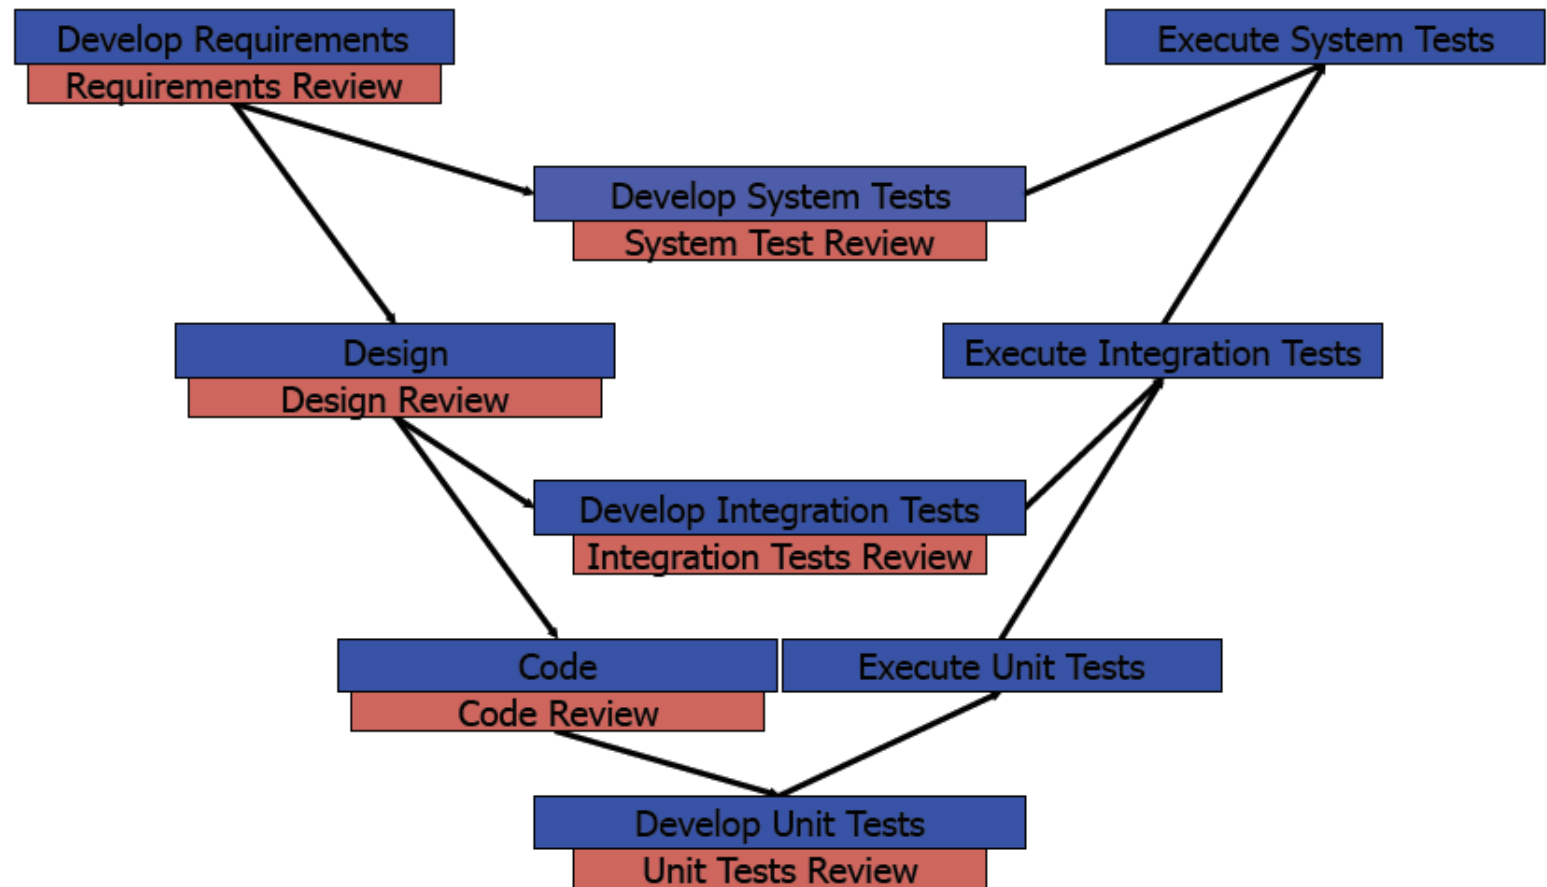 Develop Requirements
Requirements Review
Execute System Tests
Develop System Tests
System Test Review
Design
Design Review
Execute Integration Tests
Develop Integration Tests
Integration Tests Review
Code
Code Review
Execute Unit Tests
Develop Unit Tests
Unit Tests Review